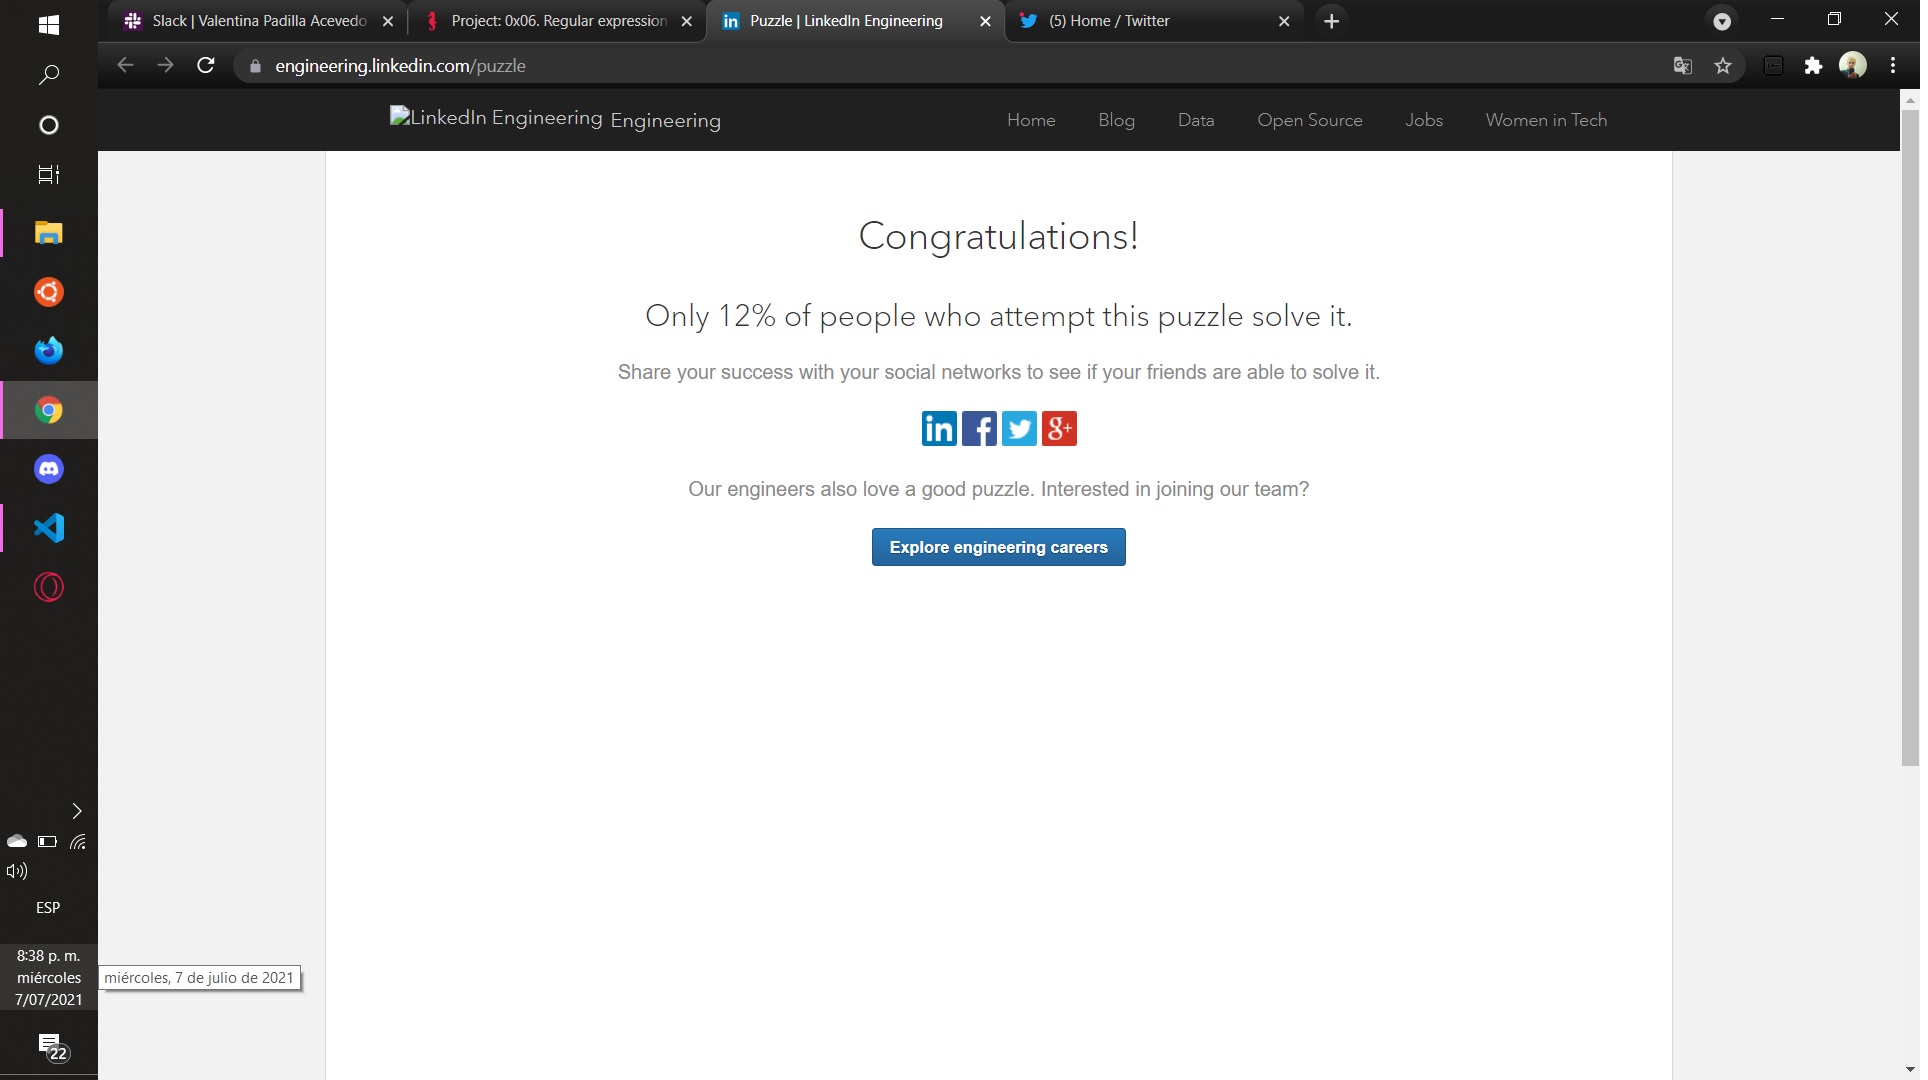 Slack | Valentina Padilla Acevedo
Project: 0x06. Regular expression
in Puzzle | LinkedIn Engineering
(5) Home / Twitter
engineering.linkedin.com/puzzle
LinkedIn Engineering Engineering
Home Blog Data Open Source Jobs Women in Tech
Congratulations!
Only 12% of people who attempt this puzzle solve it.
Share your success with your social networks to see if your friends are able to solve it.
in f g+
Our engineers also love a good puzzle. Interested in joining our team?
Explore engineering careers
ESP
8:38 p. m.
miércoles
7/07/2021
miércoles, 7 de julio de 2021
22